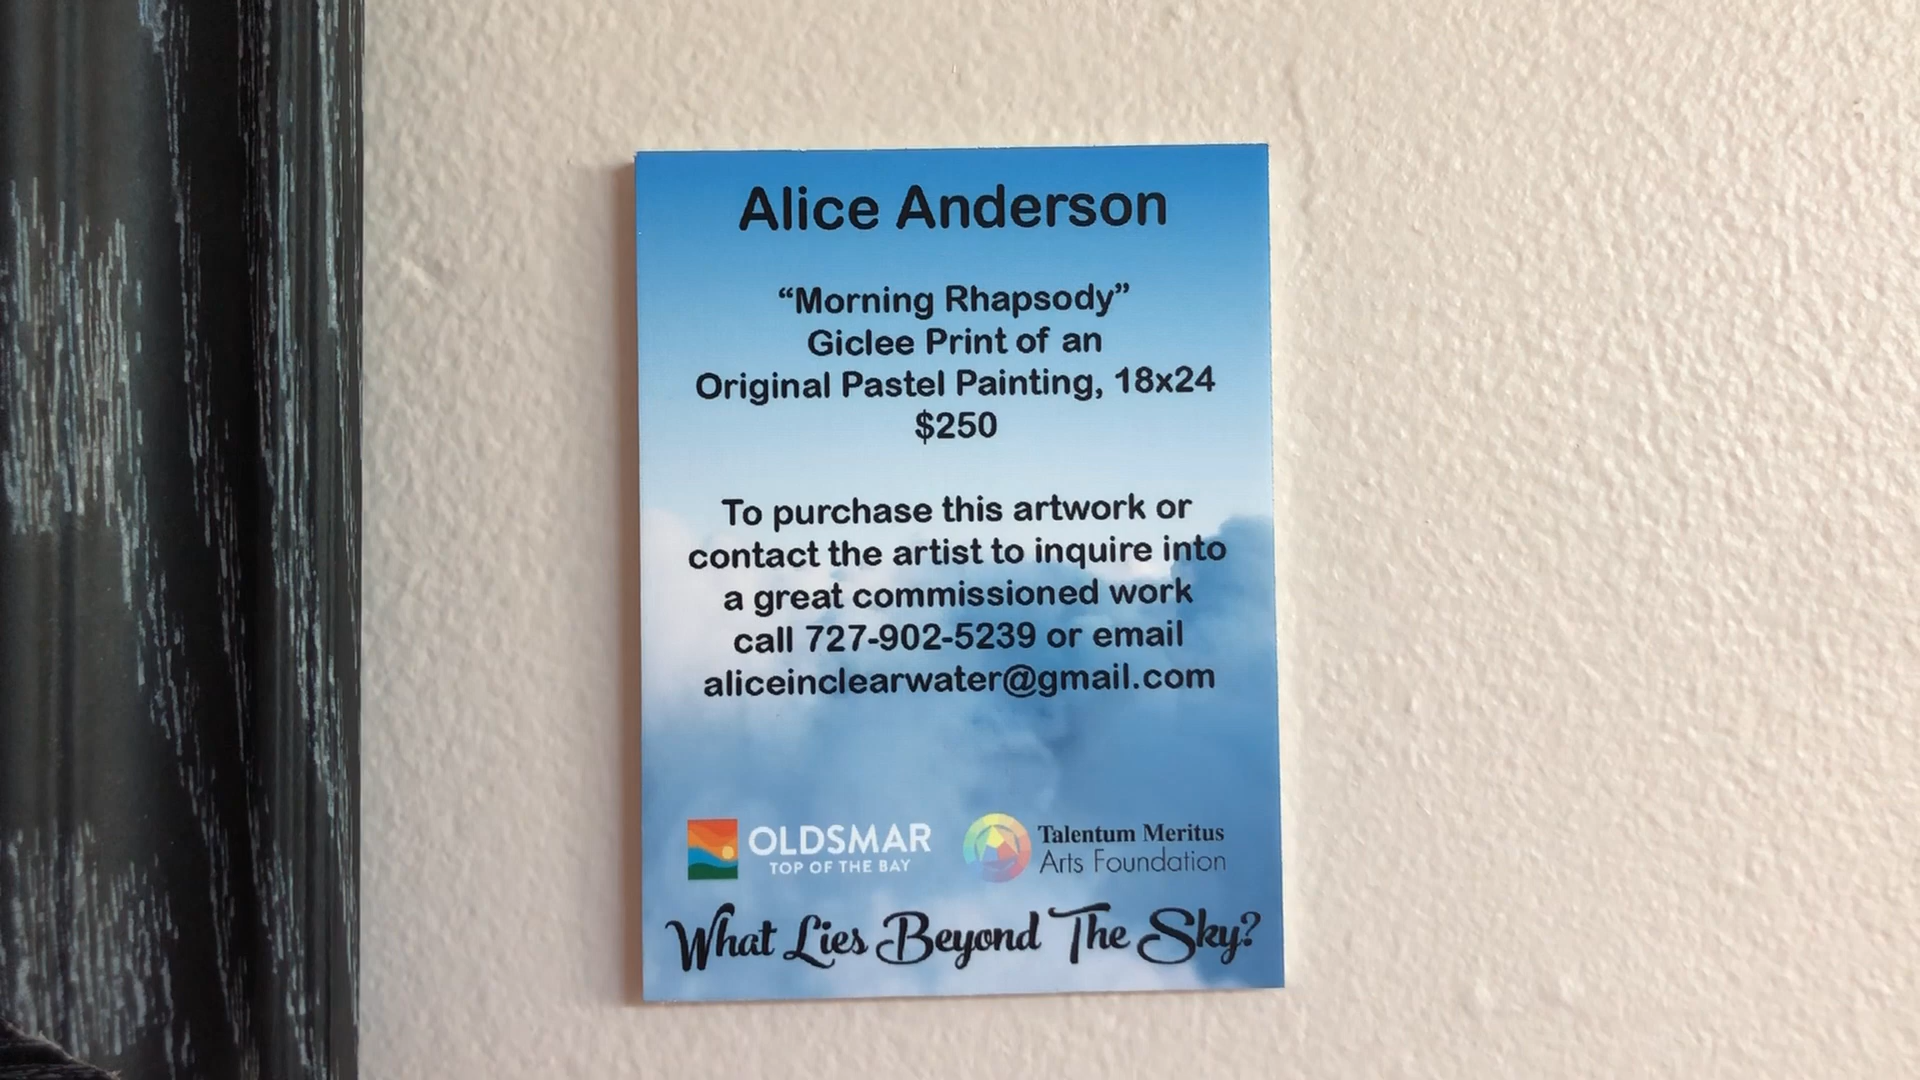 Alice Anderson
“Morning Rhapsody”
Giclee Print of an
Original Pastel Painting, 18x24
$250
To purchase this artwork or
contact the artist to inquire into
a great commissioned work
call 727-902-5239 or email
aliceinclearwater@gmail.com
OLDSMAR
TOP OF THE BAY
Talentum Meritus
Arts Foundation
What Lies Beyond The Sky?